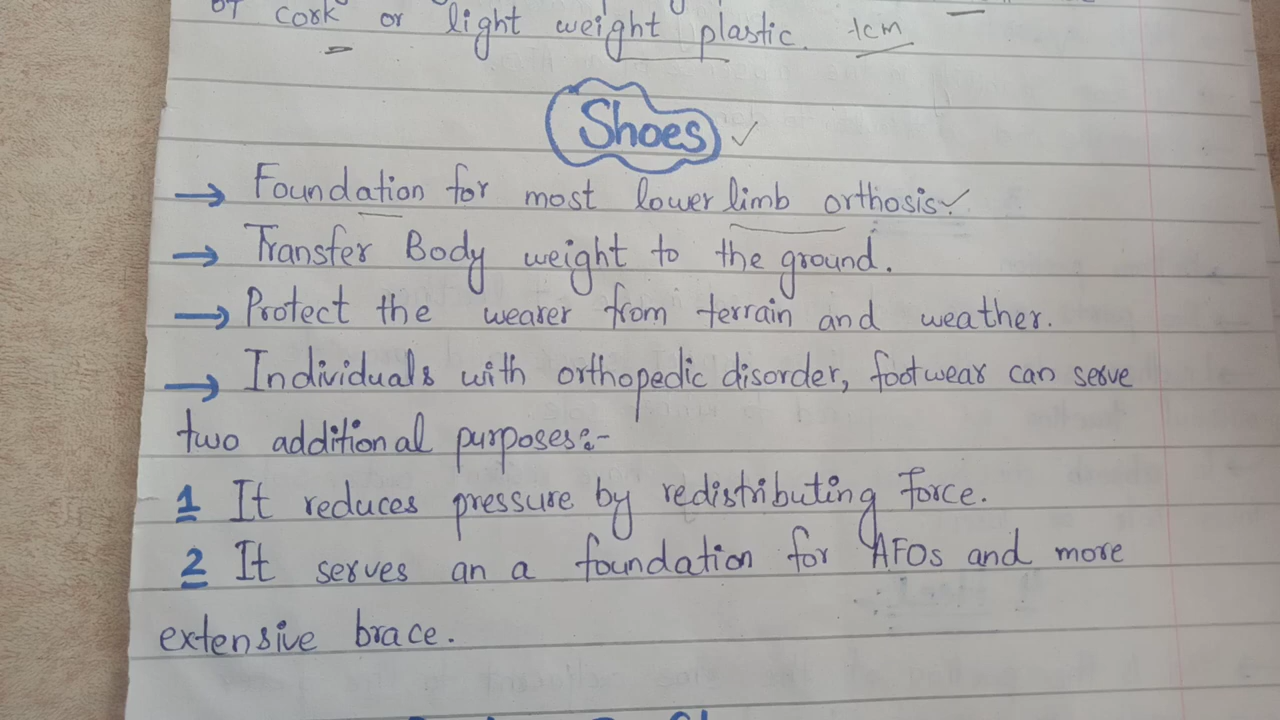 of cork or light weight plastic. 1cm
Shoes
→ Foundation for most lower limb orthosis
→ Transfer Body weight to the ground.
→ Protect the wearer from terrain and weather.
→ Individuals with orthopedic disorder, footwear can serve
two additional purposes:-
1 It reduces pressure by redistributing force.
2 It serves an a foundation for AFOs and more
extensive brace.